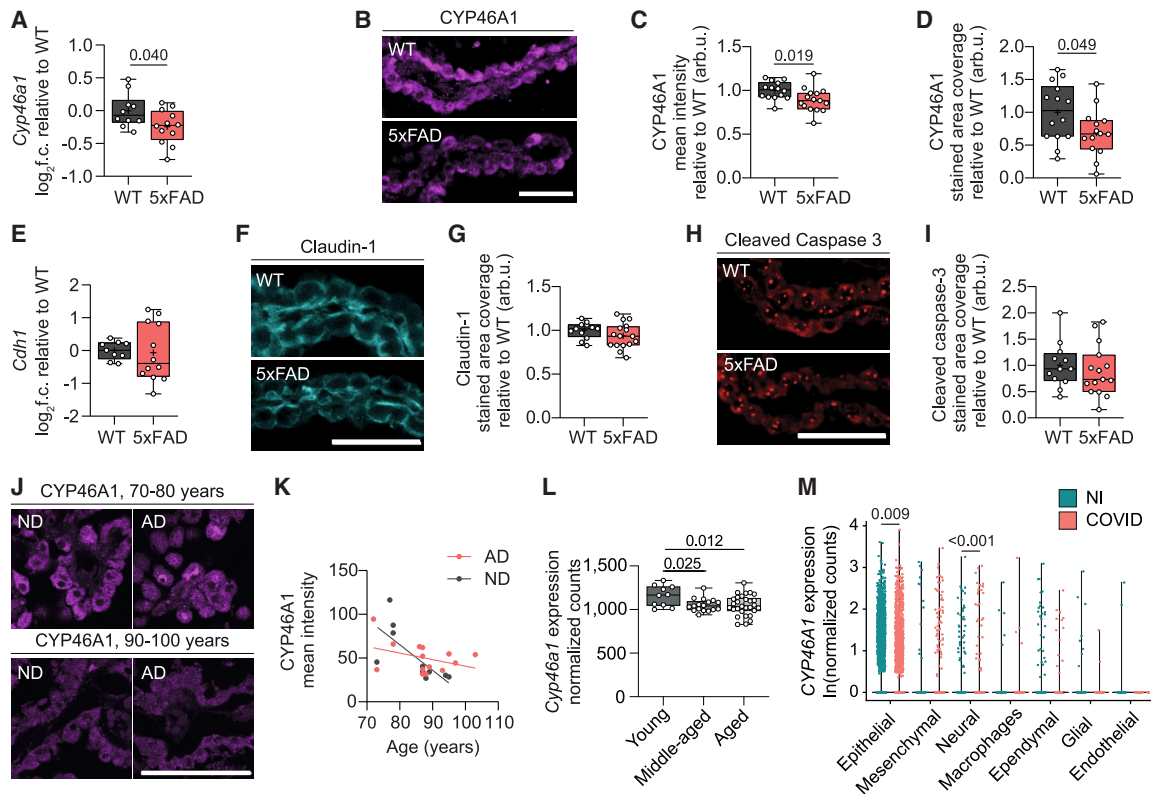 A
Cyp46a1
log₂f.c. relative to WT
1.0
0.5
0.0
-0.5
-1.0
0.040
WT 5xFAD
B
CYP46A1
WT
5xFAD
C
CYP46A1
mean intensity
relative to WT (arb.u.)
1.5
1.0
0.5
0.0
0.019
WT 5xFAD
D
CYP46A1
stained area coverage
relative to WT (arb.u.)
2.0
1.5
1.0
0.5
0.0
0.049
WT 5xFAD
E
Cdh1
log₂f.c. relative to WT
2
1
0
-1
-2
WT 5xFAD
F
Claudin-1
WT
5xFAD
G
Claudin-1
stained area coverage
relative to WT (arb.u.)
1.5
1.0
0.5
0.0
WT 5xFAD
H
Cleaved Caspase 3
WT
5xFAD
I
Cleaved caspase-3
stained area coverage
relative to WT (arb.u.)
2.5
2.0
1.5
1.0
0.5
0.0
WT 5xFAD
J
CYP46A1, 70-80 years
ND
AD
CYP46A1, 90-100 years
ND
AD
K
CYP46A1
mean intensity
150
100
50
0
AD
ND
70 80 90 100 110
Age (years)
L
Cyp46a1 expression
normalized counts
1,500
1,000
500
0
0.012
0.025
Young
Middle-aged
Aged
M
NI
COVID
CYP46A1 expression
ln(normalized counts)
4
3
2
1
0
0.009
<0.001
Epithelial
Mesenchymal
Neural
Macrophages
Ependymal
Glial
Endothelial